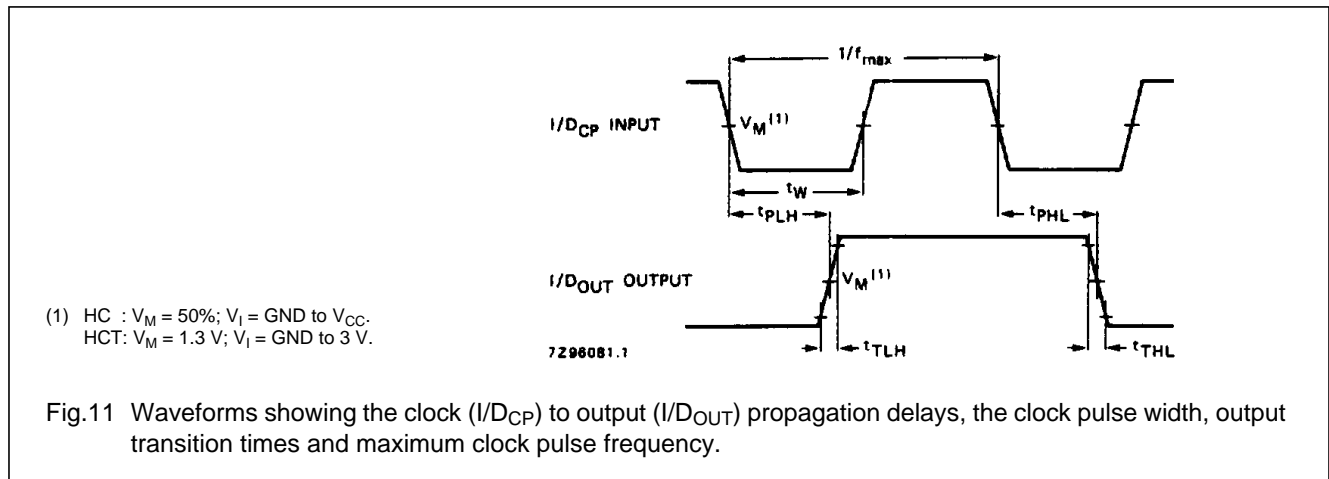 1/fmax
I/DCP INPUT
VM(1)
tW
tPLH
tPHL
I/DOUT OUTPUT
VM(1)
(1) HC : VM = 50%; VI = GND to VCC.
HCT: VM = 1.3 V; VI = GND to 3 V.
7Z96081.1
tTLH
tTHL
Fig.11 Waveforms showing the clock (I/DCP) to output (I/DOUT) propagation delays, the clock pulse width, output
transition times and maximum clock pulse frequency.